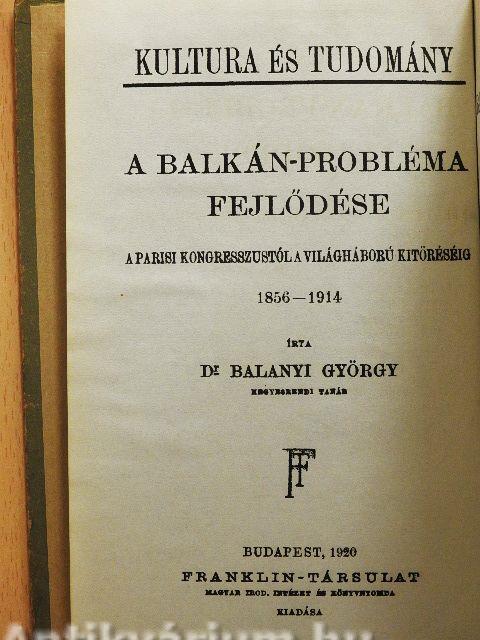 KULTURA ÉS TUDOMÁNY
A BALKÁN-PROBLÉMA
FEJLŐDÉSE
A PARISI KONGRESSZUSTÓL A VILÁGHÁBORÚ KITÖRÉSÉIG
1856—1914
ÍRTA
Dr BALANYI GYÖRGY
KEGYESRENDI TANÁR
FT
BUDAPEST, 1920
FRANKLIN-TÁRSULAT
MAGYAR IROD. INTÉZET ÉS KÖNYVNYOMDA
KIADÁSA
Antikvárium.hu